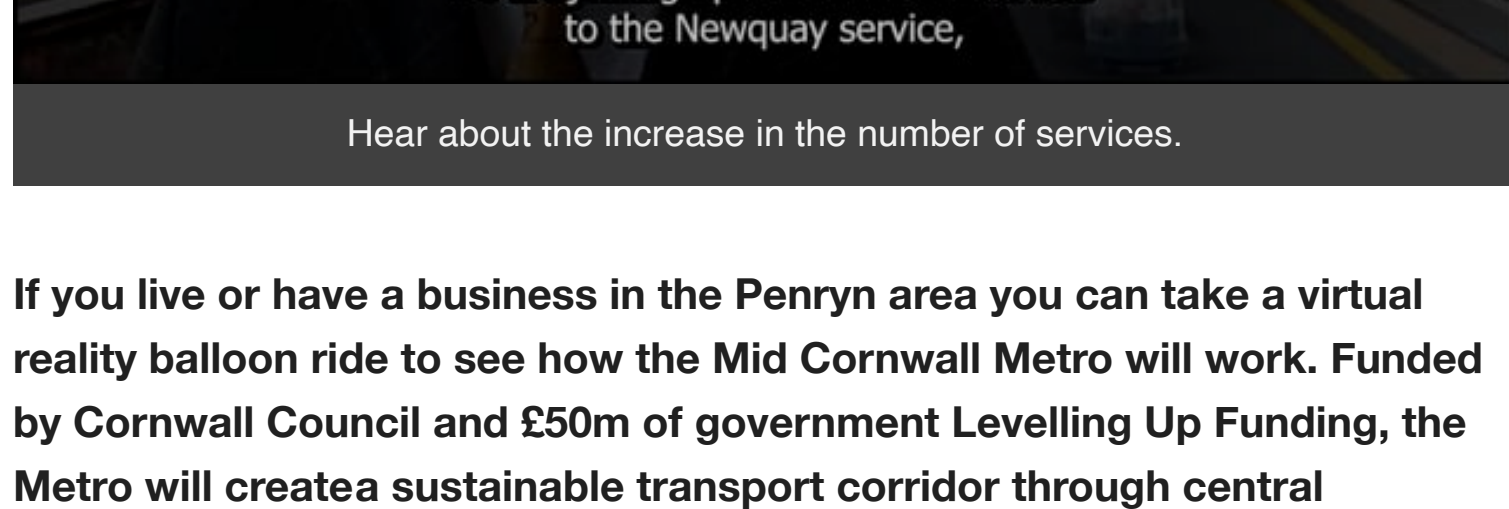 to the Newquay service,
Hear about the increase in the number of services.
If you live or have a business in the Penryn area you can take a virtual
reality balloon ride to see how the Mid Cornwall Metro will work. Funded
by Cornwall Council and £50m of government Levelling Up Funding, the
Metro will createa sustainable transport corridor through central